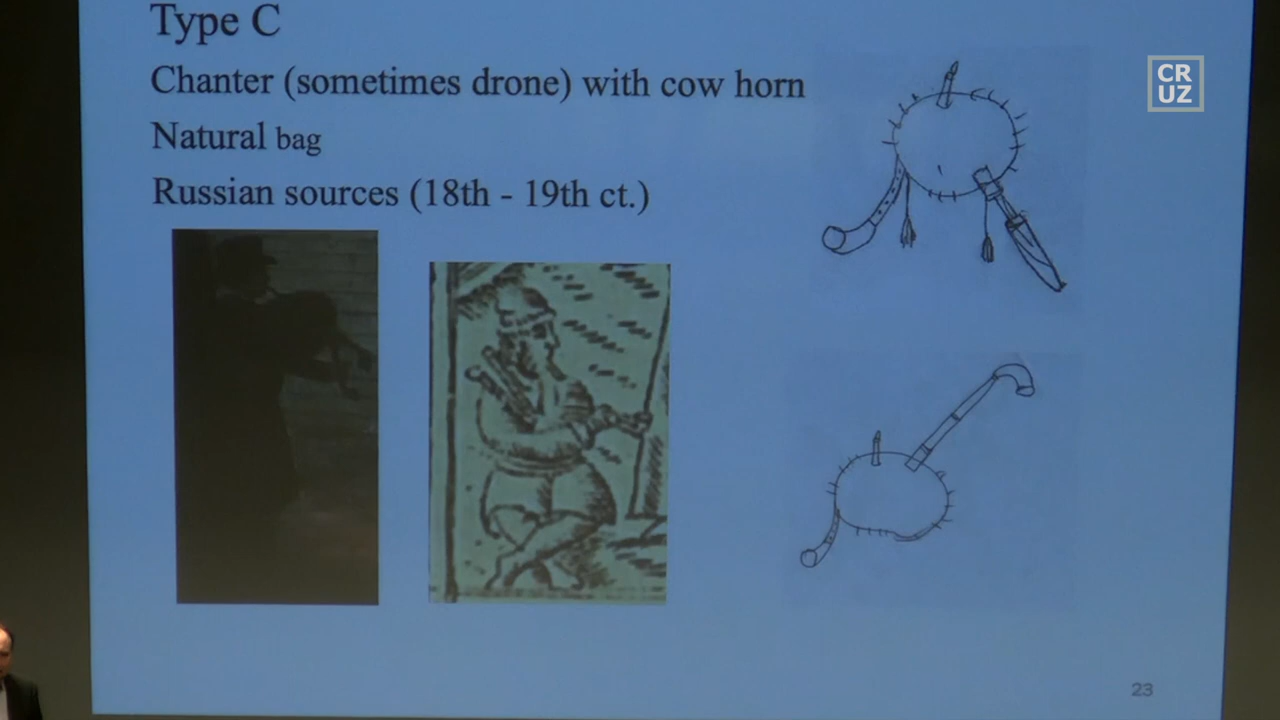 Type C
Chanter (sometimes drone) with cow horn
Natural bag
Russian sources (18th - 19th ct.)
CR
UZ
23